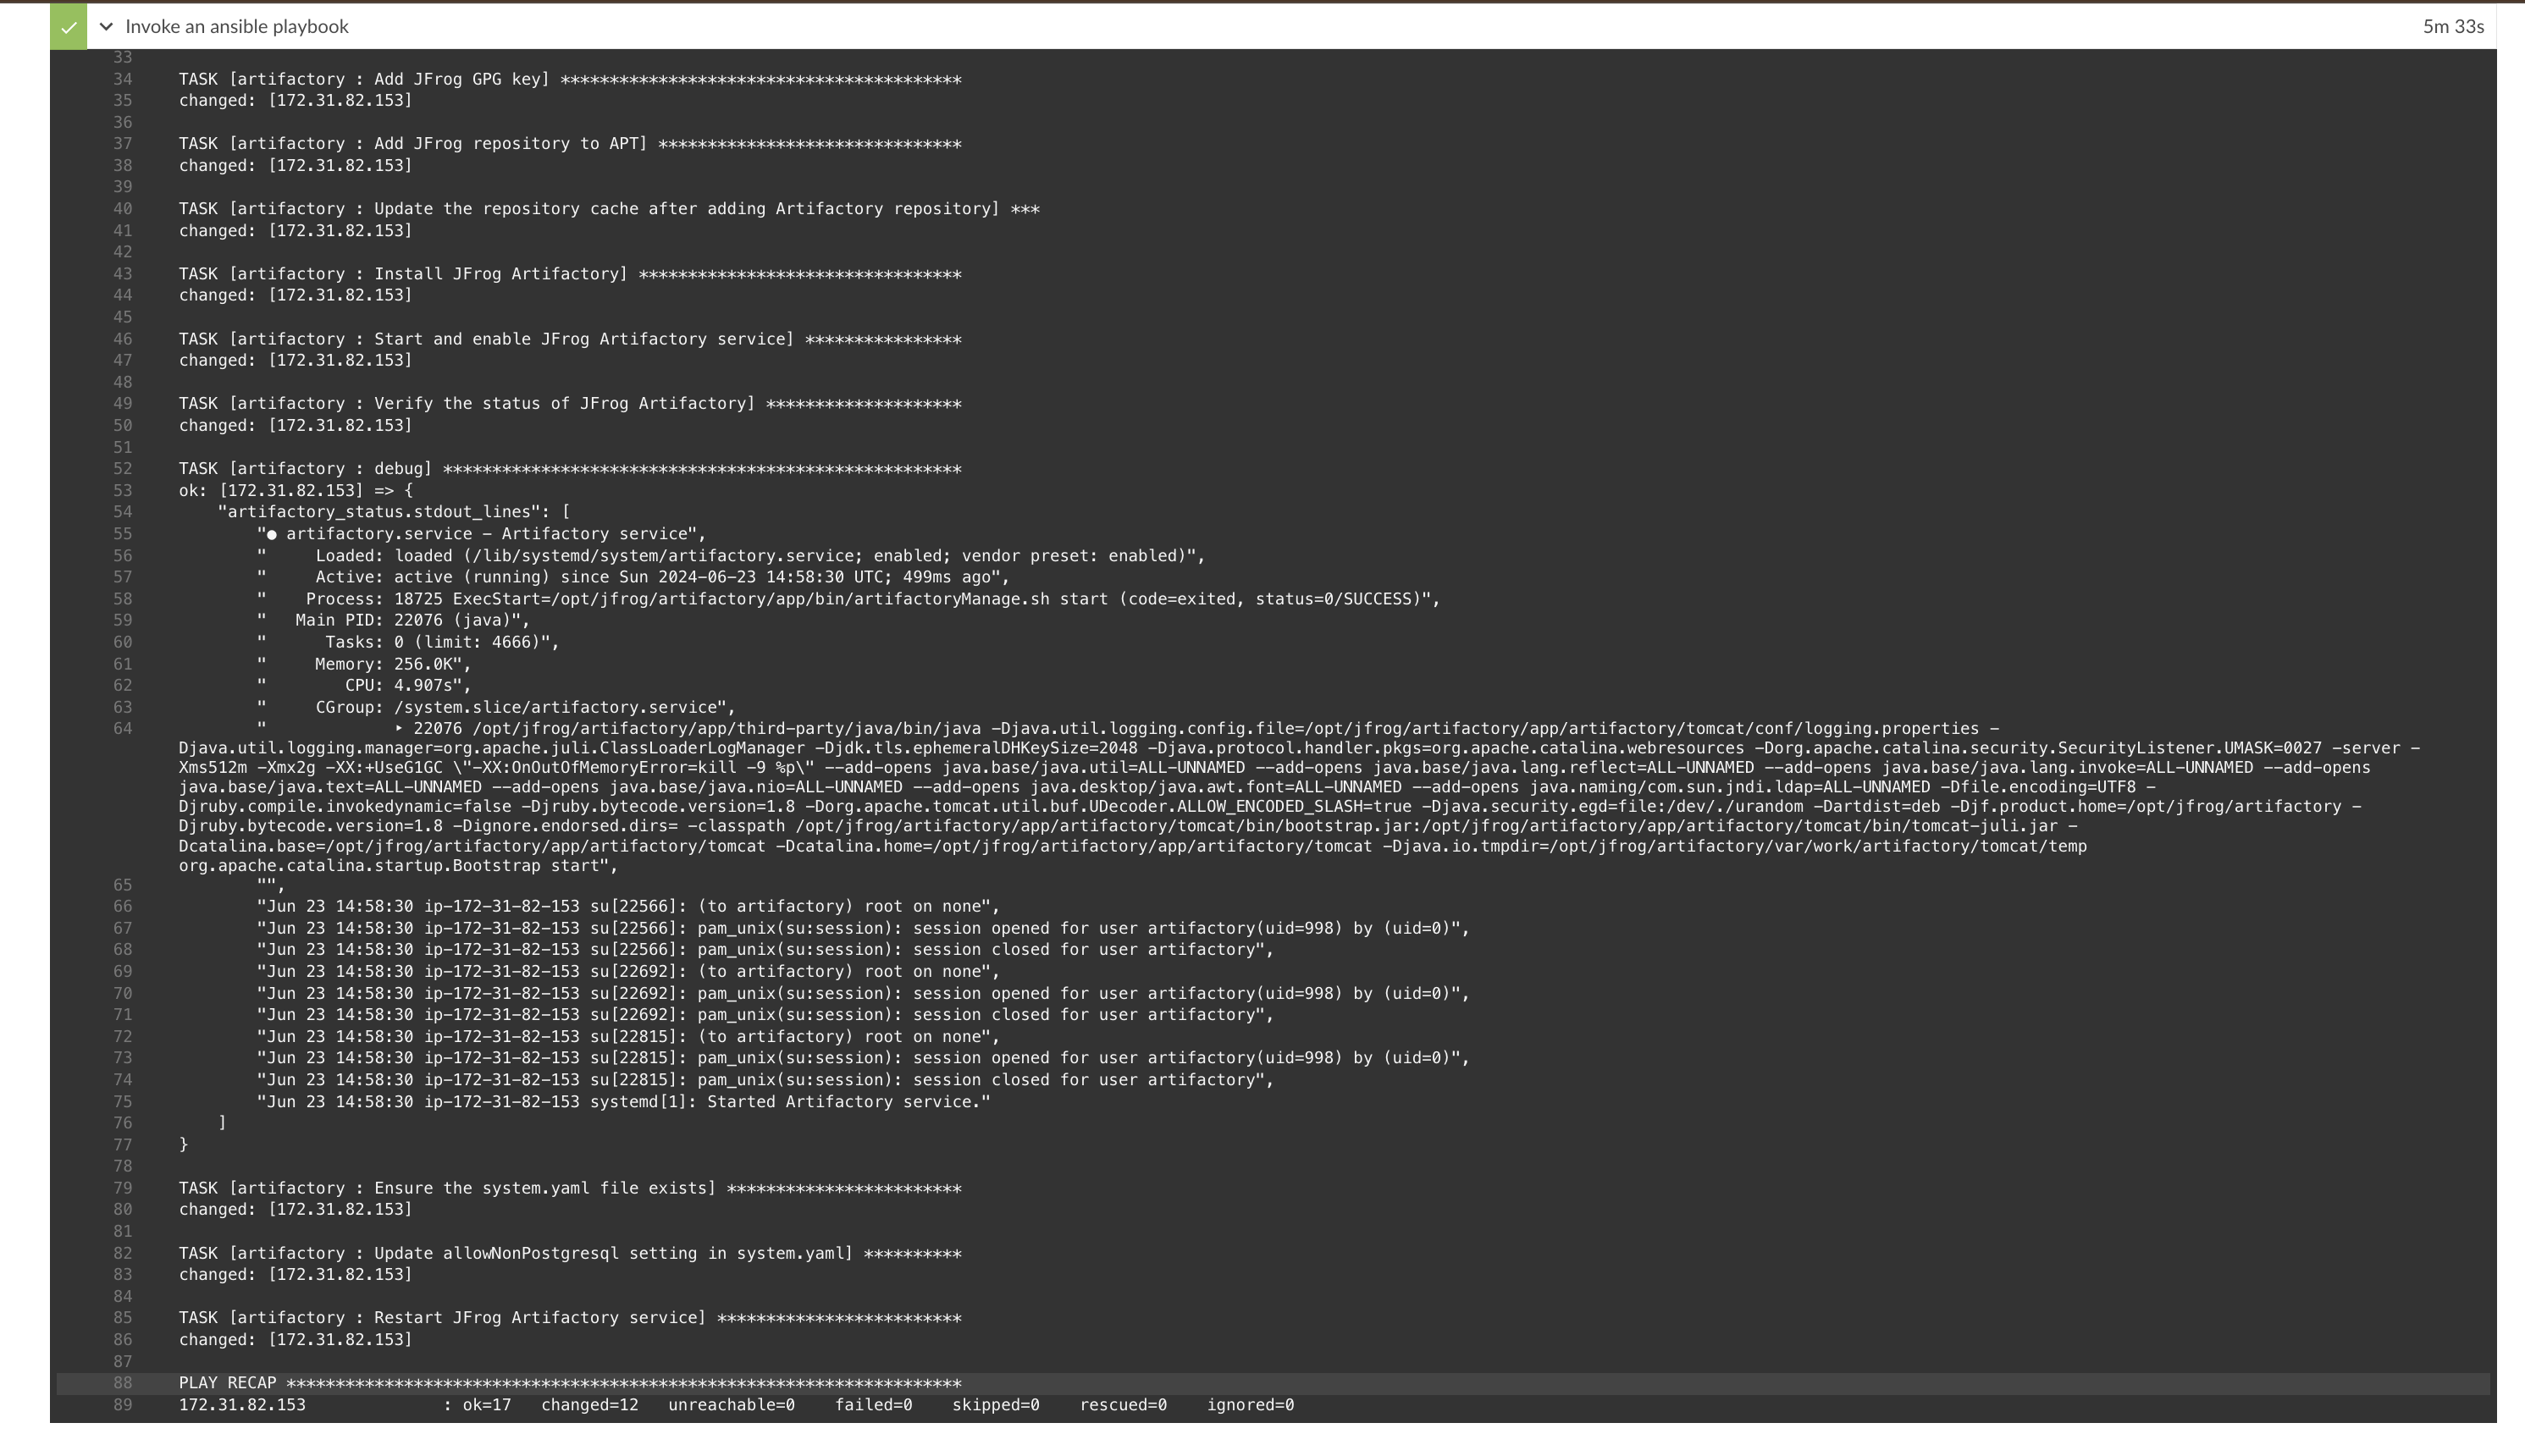 Invoke an ansible playbook 5m 33s
33
34 TASK [artifactory : Add JFrog GPG key] *****************************************
35 changed: [172.31.82.153]
36
37 TASK [artifactory : Add JFrog repository to APT] *******************************
38 changed: [172.31.82.153]
39
40 TASK [artifactory : Update the repository cache after adding Artifactory repository] ***
41 changed: [172.31.82.153]
42
43 TASK [artifactory : Install JFrog Artifactory] *********************************
44 changed: [172.31.82.153]
45
46 TASK [artifactory : Start and enable JFrog Artifactory service] ****************
47 changed: [172.31.82.153]
48
49 TASK [artifactory : Verify the status of JFrog Artifactory] ********************
50 changed: [172.31.82.153]
51
52 TASK [artifactory : debug] *****************************************************
53 ok: [172.31.82.153] => {
54     "artifactory_status.stdout_lines": [
55         "● artifactory.service - Artifactory service",
56         "     Loaded: loaded (/lib/systemd/system/artifactory.service; enabled; vendor preset: enabled)",
57         "     Active: active (running) since Sun 2024-06-23 14:58:30 UTC; 499ms ago",
58         "    Process: 18725 ExecStart=/opt/jfrog/artifactory/app/bin/artifactoryManage.sh start (code=exited, status=0/SUCCESS)",
59         "   Main PID: 22076 (java)",
60         "      Tasks: 0 (limit: 4666)",
61         "     Memory: 256.0K",
62         "        CPU: 4.907s",
63         "     CGroup: /system.slice/artifactory.service",
64         "             ‣ 22076 /opt/jfrog/artifactory/app/third-party/java/bin/java -Djava.util.logging.config.file=/opt/jfrog/artifactory/app/artifactory/tomcat/conf/logging.properties -
Djava.util.logging.manager=org.apache.juli.ClassLoaderLogManager -Djdk.tls.ephemeralDHKeySize=2048 -Djava.protocol.handler.pkgs=org.apache.catalina.webresources -Dorg.apache.catalina.security.SecurityListener.UMASK=0027 -server -
Xms512m -Xmx2g -XX:+UseG1GC \"-XX:OnOutOfMemoryError=kill -9 %p\" --add-opens java.base/java.util=ALL-UNNAMED --add-opens java.base/java.lang.reflect=ALL-UNNAMED --add-opens java.base/java.lang.invoke=ALL-UNNAMED --add-opens
java.base/java.text=ALL-UNNAMED --add-opens java.base/java.nio=ALL-UNNAMED --add-opens java.desktop/java.awt.font=ALL-UNNAMED --add-opens java.naming/com.sun.jndi.ldap=ALL-UNNAMED -Dfile.encoding=UTF8 -
Djruby.compile.invokedynamic=false -Djruby.bytecode.version=1.8 -Dorg.apache.tomcat.util.buf.UDecoder.ALLOW_ENCODED_SLASH=true -Djava.security.egd=file:/dev/./urandom -Dartdist=deb -Djf.product.home=/opt/jfrog/artifactory -
Djruby.bytecode.version=1.8 -Dignore.endorsed.dirs= -classpath /opt/jfrog/artifactory/app/artifactory/tomcat/bin/bootstrap.jar:/opt/jfrog/artifactory/app/artifactory/tomcat/bin/tomcat-juli.jar -
Dcatalina.base=/opt/jfrog/artifactory/app/artifactory/tomcat -Dcatalina.home=/opt/jfrog/artifactory/app/artifactory/tomcat -Djava.io.tmpdir=/opt/jfrog/artifactory/var/work/artifactory/tomcat/temp
org.apache.catalina.startup.Bootstrap start",
65         "",
66         "Jun 23 14:58:30 ip-172-31-82-153 su[22566]: (to artifactory) root on none",
67         "Jun 23 14:58:30 ip-172-31-82-153 su[22566]: pam_unix(su:session): session opened for user artifactory(uid=998) by (uid=0)",
68         "Jun 23 14:58:30 ip-172-31-82-153 su[22566]: pam_unix(su:session): session closed for user artifactory",
69         "Jun 23 14:58:30 ip-172-31-82-153 su[22692]: (to artifactory) root on none",
70         "Jun 23 14:58:30 ip-172-31-82-153 su[22692]: pam_unix(su:session): session opened for user artifactory(uid=998) by (uid=0)",
71         "Jun 23 14:58:30 ip-172-31-82-153 su[22692]: pam_unix(su:session): session closed for user artifactory",
72         "Jun 23 14:58:30 ip-172-31-82-153 su[22815]: (to artifactory) root on none",
73         "Jun 23 14:58:30 ip-172-31-82-153 su[22815]: pam_unix(su:session): session opened for user artifactory(uid=998) by (uid=0)",
74         "Jun 23 14:58:30 ip-172-31-82-153 su[22815]: pam_unix(su:session): session closed for user artifactory",
75         "Jun 23 14:58:30 ip-172-31-82-153 systemd[1]: Started Artifactory service."
76     ]
77 }
78
79 TASK [artifactory : Ensure the system.yaml file exists] ************************
80 changed: [172.31.82.153]
81
82 TASK [artifactory : Update allowNonPostgresql setting in system.yaml] **********
83 changed: [172.31.82.153]
84
85 TASK [artifactory : Restart JFrog Artifactory service] *************************
86 changed: [172.31.82.153]
87
88 PLAY RECAP *********************************************************************
89 172.31.82.153              : ok=17   changed=12   unreachable=0    failed=0    skipped=0    rescued=0    ignored=0